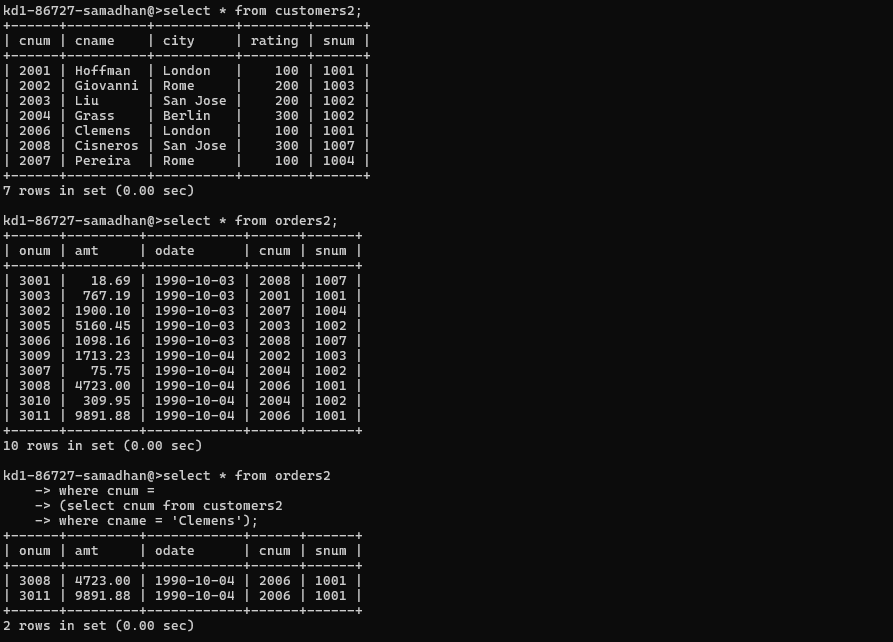 kd1-86727-samadhan@>select * from customers2;
+------+----------+----------+--------+------+
| cnum | cname    | city     | rating | snum |
+------+----------+----------+--------+------+
| 2001 | Hoffman  | London   |    100 | 1001 |
| 2002 | Giovanni | Rome     |    200 | 1003 |
| 2003 | Liu      | San Jose |    200 | 1002 |
| 2004 | Grass    | Berlin   |    300 | 1002 |
| 2006 | Clemens  | London   |    100 | 1001 |
| 2008 | Cisneros | San Jose |    300 | 1007 |
| 2007 | Pereira  | Rome     |    100 | 1004 |
+------+----------+----------+--------+------+
7 rows in set (0.00 sec)

kd1-86727-samadhan@>select * from orders2;
+------+---------+------------+------+------+
| onum | amt     | odate      | cnum | snum |
+------+---------+------------+------+------+
| 3001 |   18.69 | 1990-10-03 | 2008 | 1007 |
| 3003 |  767.19 | 1990-10-03 | 2001 | 1001 |
| 3002 | 1900.10 | 1990-10-03 | 2007 | 1004 |
| 3005 | 5160.45 | 1990-10-03 | 2003 | 1002 |
| 3006 | 1098.16 | 1990-10-03 | 2008 | 1007 |
| 3009 | 1713.23 | 1990-10-04 | 2002 | 1003 |
| 3007 |   75.75 | 1990-10-04 | 2004 | 1002 |
| 3008 | 4723.00 | 1990-10-04 | 2006 | 1001 |
| 3010 |  309.95 | 1990-10-04 | 2004 | 1002 |
| 3011 | 9891.88 | 1990-10-04 | 2006 | 1001 |
+------+---------+------------+------+------+
10 rows in set (0.00 sec)

kd1-86727-samadhan@>select * from orders2
    -> where cnum =
    -> (select cnum from customers2
    -> where cname = 'Clemens');
+------+---------+------------+------+------+
| onum | amt     | odate      | cnum | snum |
+------+---------+------------+------+------+
| 3008 | 4723.00 | 1990-10-04 | 2006 | 1001 |
| 3011 | 9891.88 | 1990-10-04 | 2006 | 1001 |
+------+---------+------------+------+------+
2 rows in set (0.00 sec)